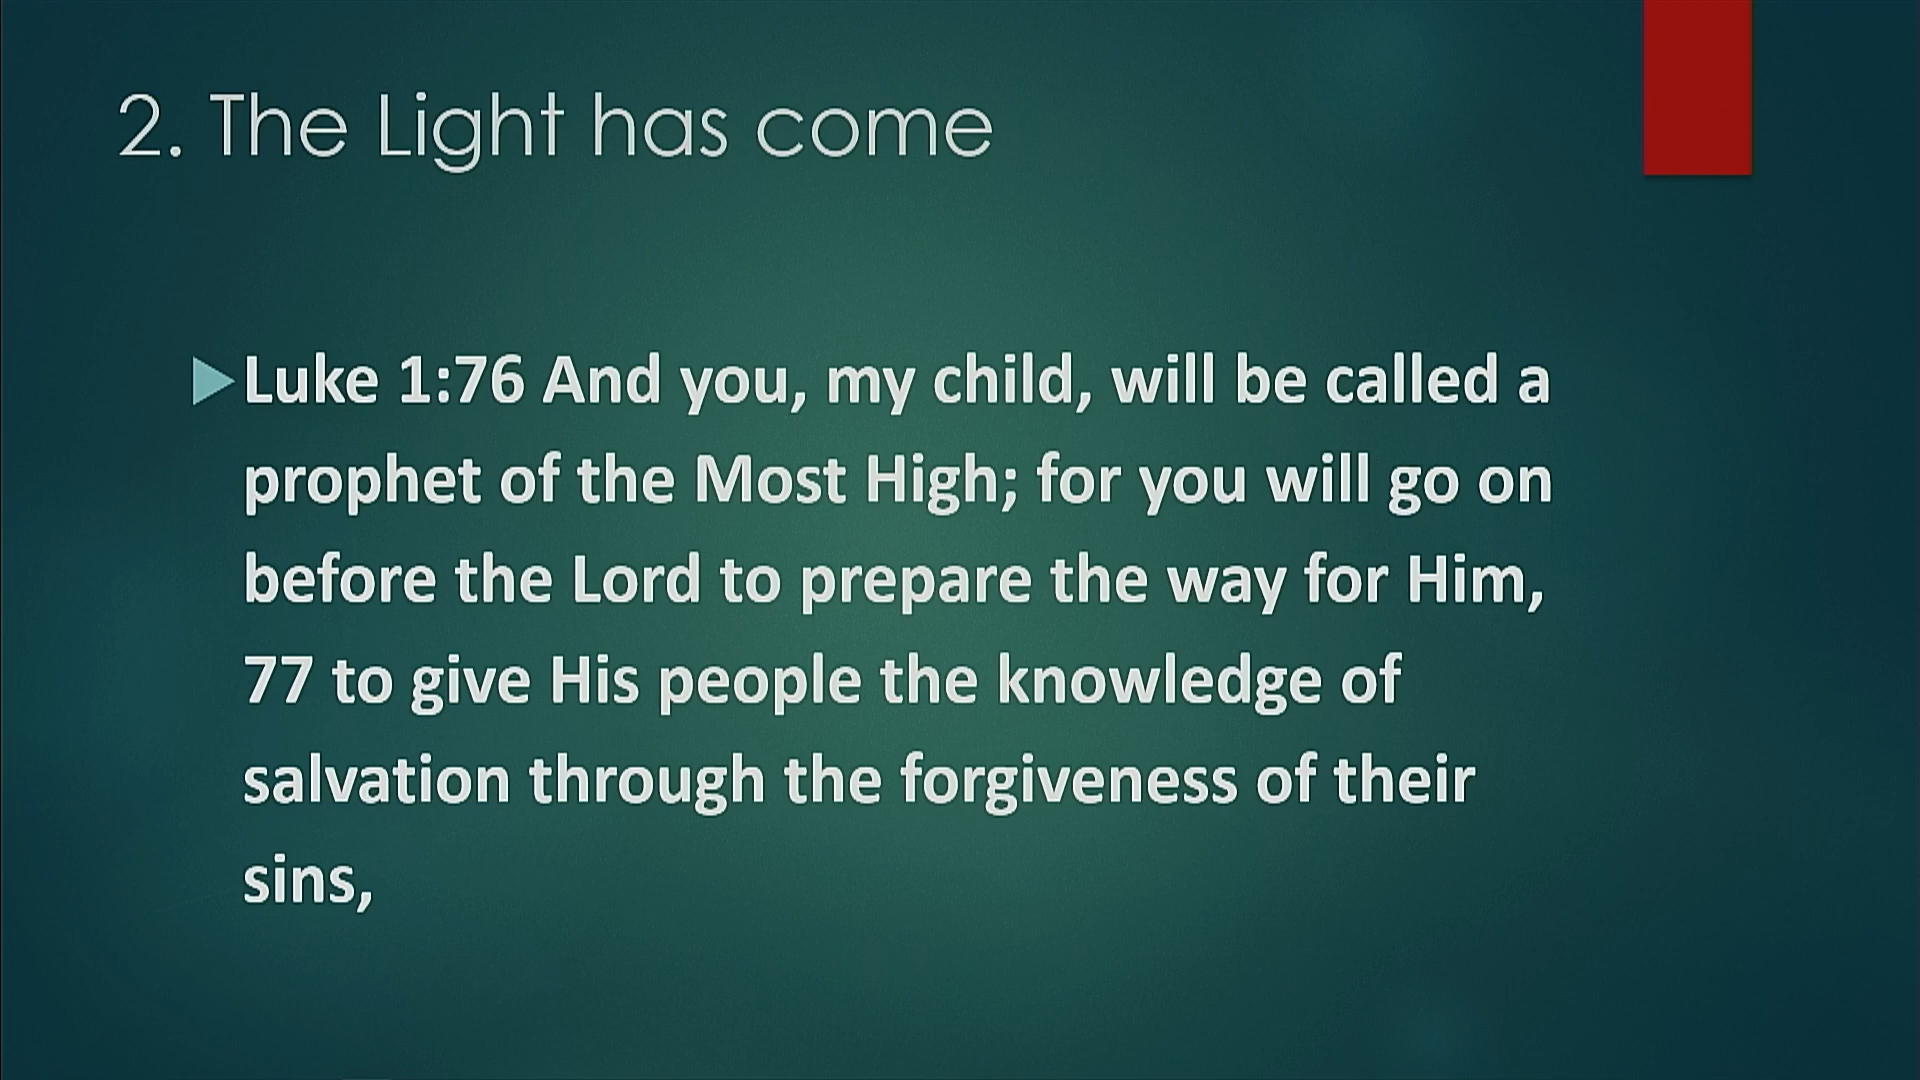 2. The Light has come
Luke 1:76 And you, my child, will be called a
prophet of the Most High; for you will go on
before the Lord to prepare the way for Him,
77 to give His people the knowledge of
salvation through the forgiveness of their
sins,